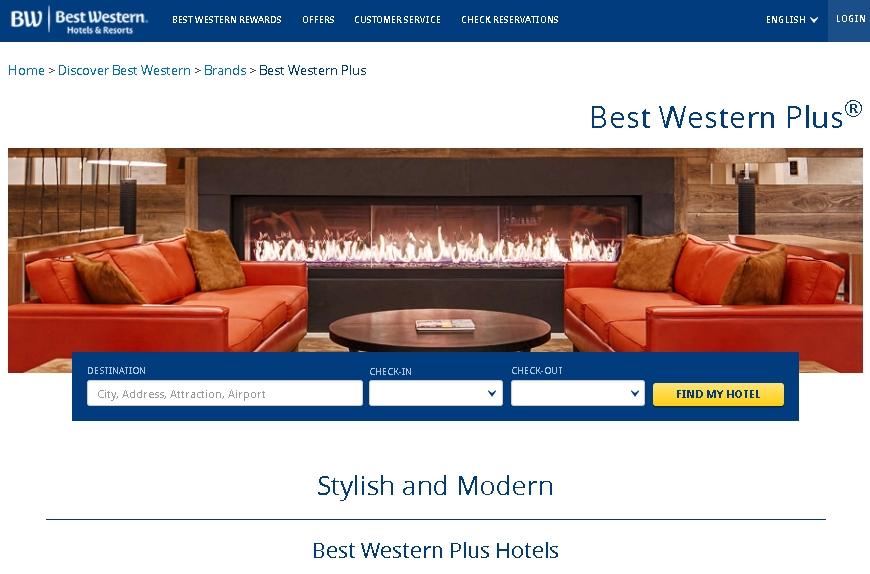 BW Best Western® Hotels & Resorts
BEST WESTERN REWARDS OFFERS CUSTOMER SERVICE CHECK RESERVATIONS ENGLISH LOGIN
Home > Discover Best Western > Brands > Best Western Plus
Best Western Plus®
DESTINATION CHECK-IN CHECK-OUT
City, Address, Attraction, Airport FIND MY HOTEL
Stylish and Modern
Best Western Plus Hotels